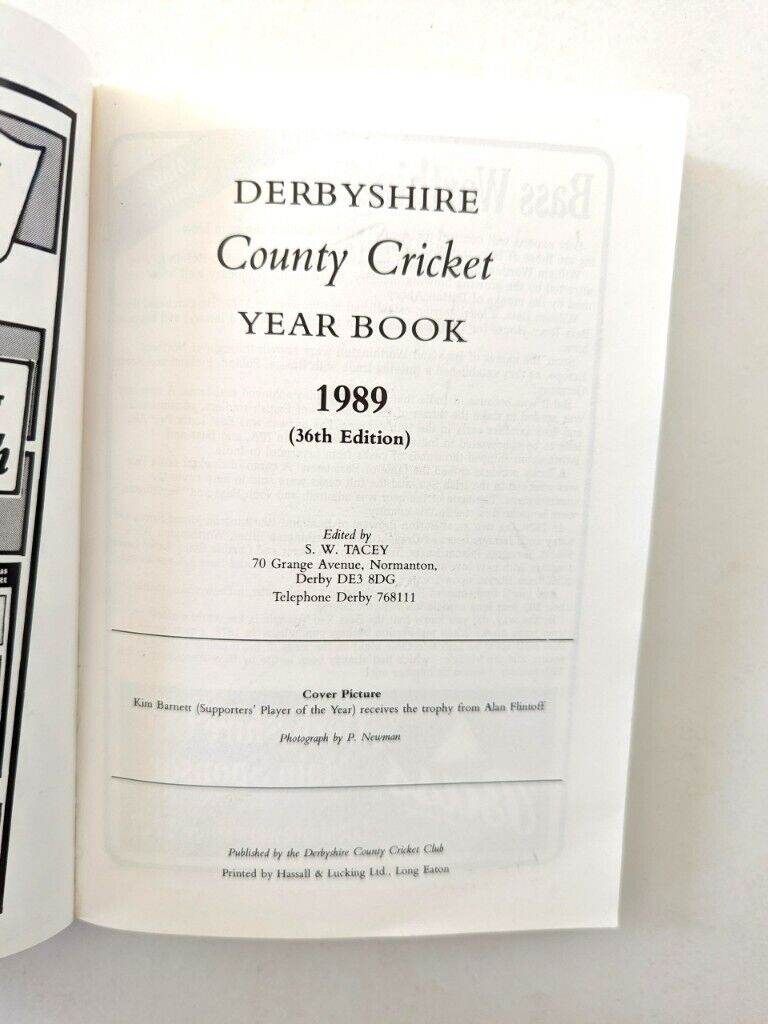 DERBYSHIRE
County Cricket
YEAR BOOK
1989
(36th Edition)
Edited by
S. W. TACEY
70 Grange Avenue, Normanton,
Derby DE3 8DG
Telephone Derby 768111
Cover Picture
Kim Barnett (Supporters' Player of the Year) receives the trophy from Alan Flintoff
Photograph by P. Newman
Published by the Derbyshire County Cricket Club
Printed by Hassall & Lucking Ltd., Long Eaton